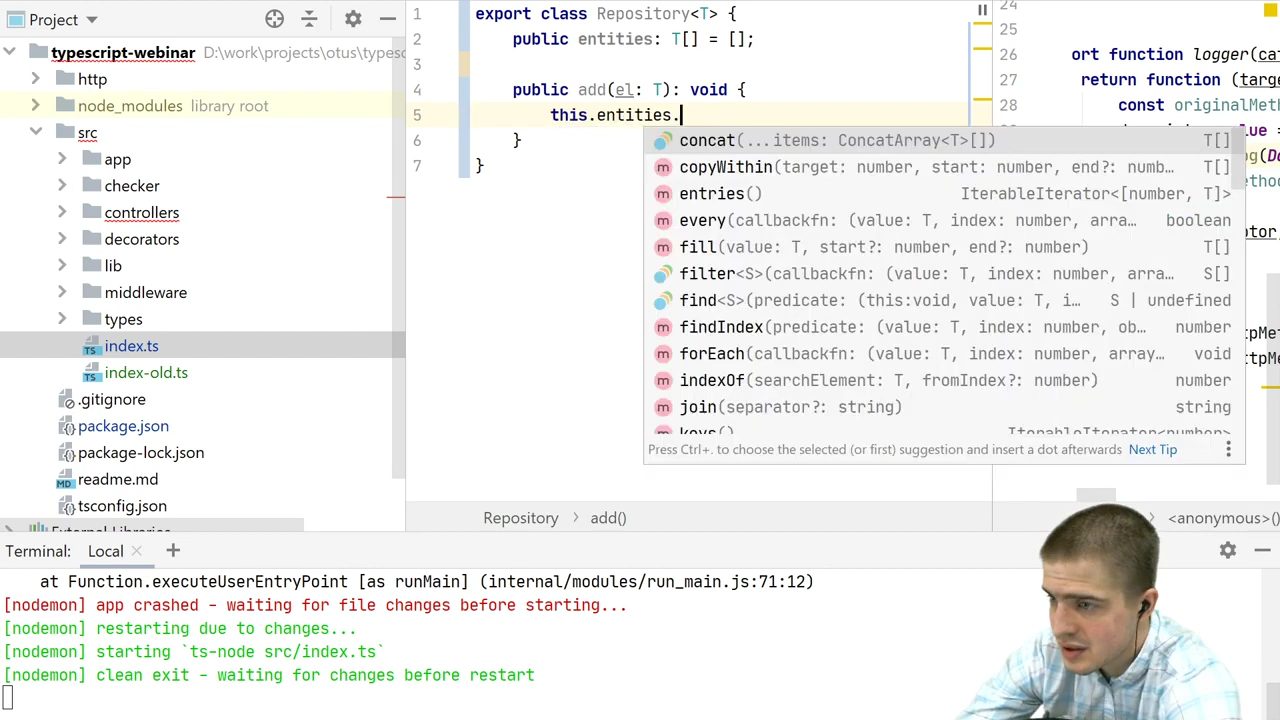 Project
typescript-webinar D:\work\projects\otus\typesc
http
node_modules library root
src
app
checker
controllers
decorators
lib
middleware
types
index.ts
index-old.ts
.gitignore
package.json
package-lock.json
readme.md
tsconfig.json
External Libraries
1 export class Repository<T> {
2 public entities: T[] = [];
3
4 public add(el: T): void {
5 this.entities.
6 }
7 }
concat(...items: ConcatArray<T>[]) T[]
copyWithin(target: number, start: number, end?: numb… T[]
entries() IterableIterator<[number, T]>
every(callbackfn: (value: T, index: number, arra… boolean
fill(value: T, start?: number, end?: number) T[]
filter<S>(callbackfn: (value: T, index: number, arra… S[]
find<S>(predicate: (this:void, value: T, i… S | undefined
findIndex(predicate: (value: T, index: number, ob… number
forEach(callbackfn: (value: T, index: number, array… void
indexOf(searchElement: T, fromIndex?: number) number
join(separator?: string) string
keys() IterableIterator<number>
Press Ctrl+. to choose the selected (or first) suggestion and insert a dot afterwards Next Tip
24
25
26 ort function logger(cat
27 return function (targe
28 const originalMeth
Repository > add()
<anonymous>()
Terminal: Local
at Function.executeUserEntryPoint [as runMain] (internal/modules/run_main.js:71:12)
[nodemon] app crashed - waiting for file changes before starting...
[nodemon] restarting due to changes...
[nodemon] starting `ts-node src/index.ts`
[nodemon] clean exit - waiting for changes before restart